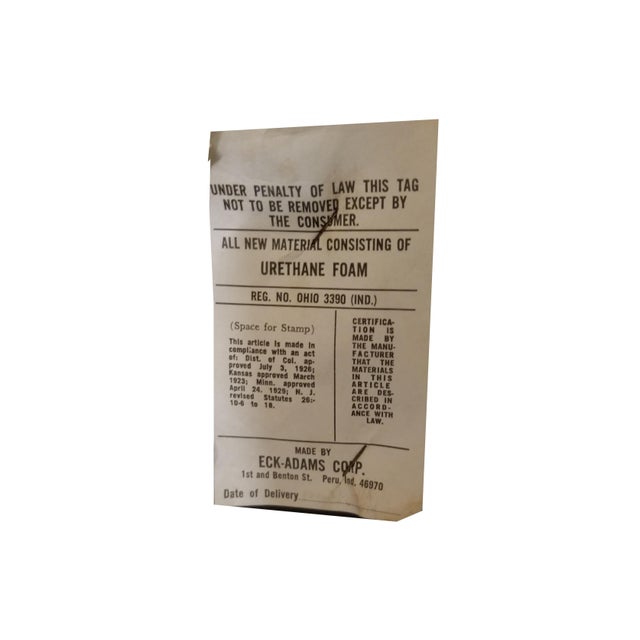 UNDER PENALTY OF LAW THIS TAG
NOT TO BE REMOVED EXCEPT BY
THE CONSUMER.
ALL NEW MATERIAL CONSISTING OF
URETHANE FOAM
REG. NO. OHIO 3390 (IND.)
(Space for Stamp)
This article is made in
compliance with an act
of: Dist. of Col. ap-
proved July 3, 1926;
Kansas approved March
1923; Minn. approved
April 24, 1929; N. J.
revised Statutes 26:-
10-6 to 18.
CERTIFICA-
TION IS
MADE BY
THE MANU-
FACTURER
THAT THE
MATERIALS
IN THIS
ARTICLE
ARE DES-
CRIBED IN
ACCORD-
ANCE WITH
LAW.
MADE BY
ECK-ADAMS CORP.
1st and Benton St. Peru, Ind. 46970
Date of Delivery